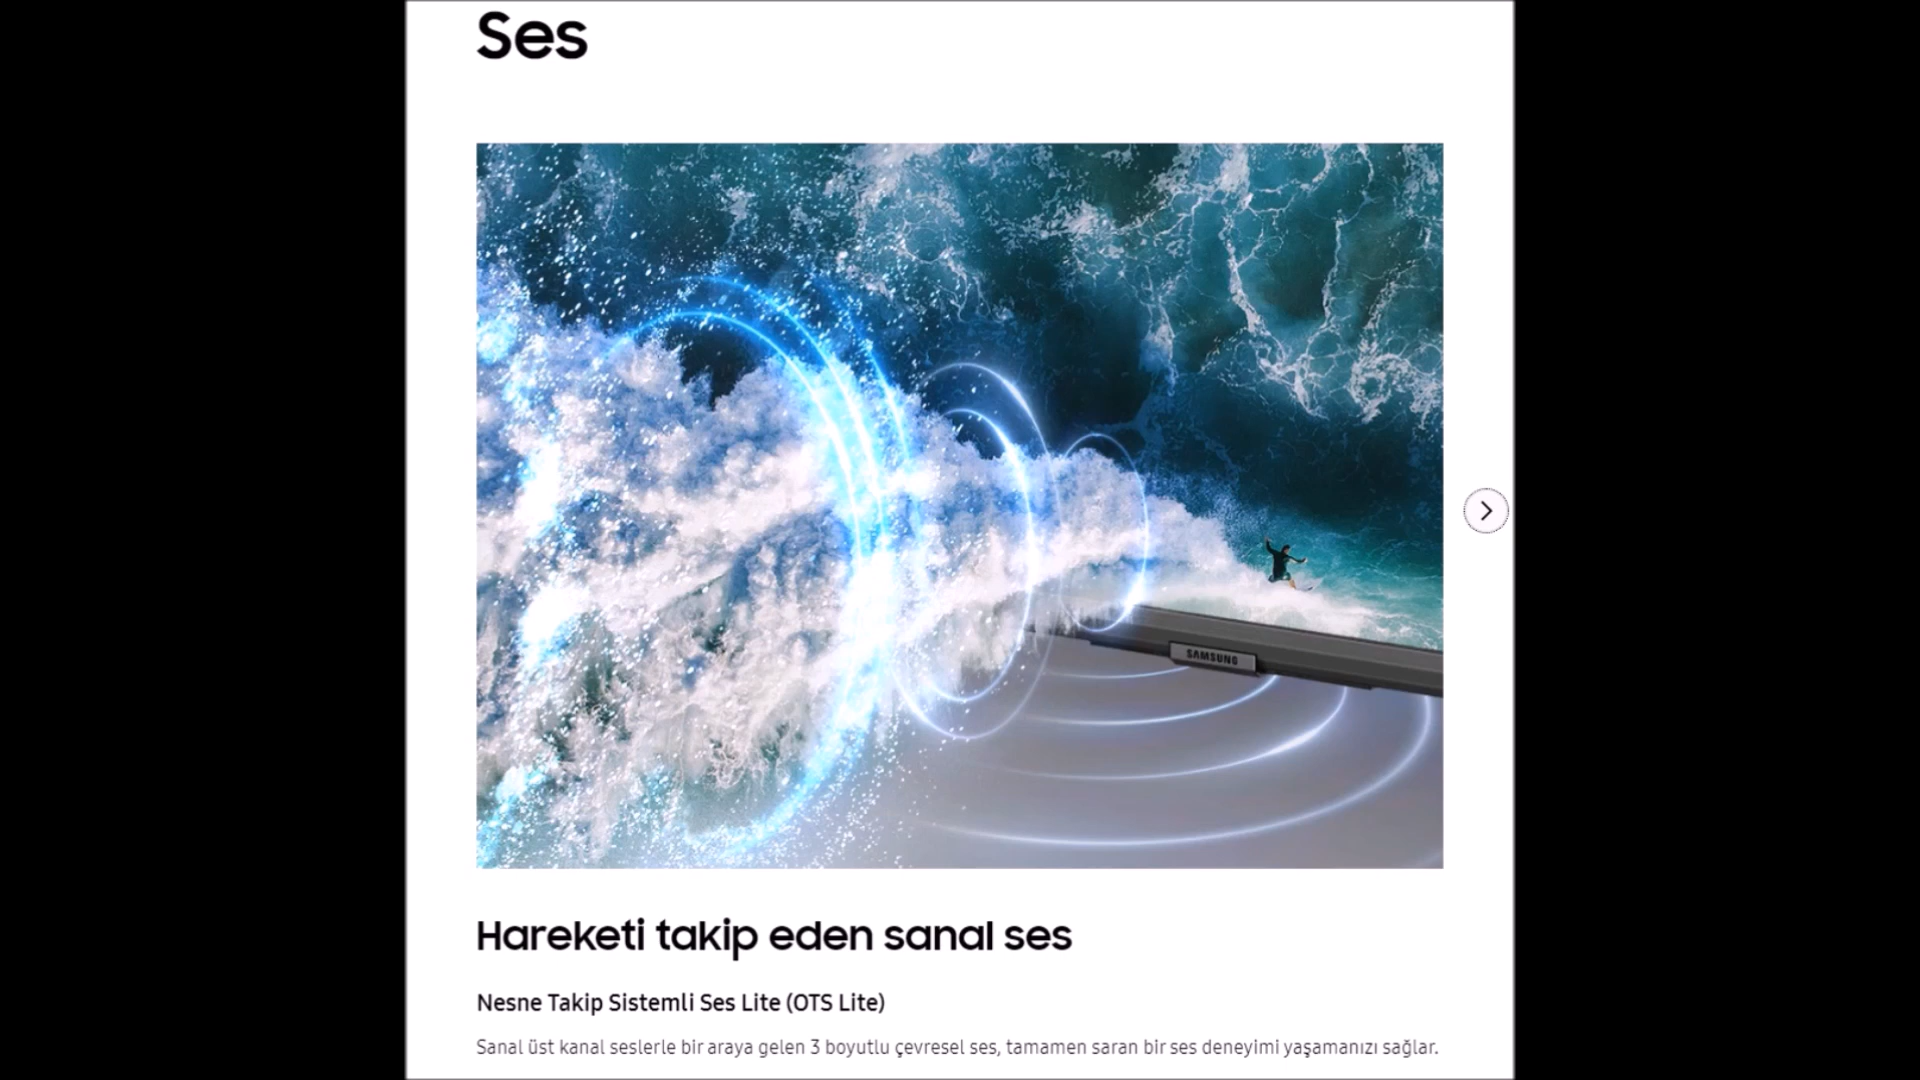 Ses
SAMSUNG
Hareketi takip eden sanal ses
Nesne Takip Sistemli Ses Lite (OTS Lite)
Sanal üst kanal seslerle bir araya gelen 3 boyutlu çevresel ses, tamamen saran bir ses deneyimi yaşamanızı sağlar.